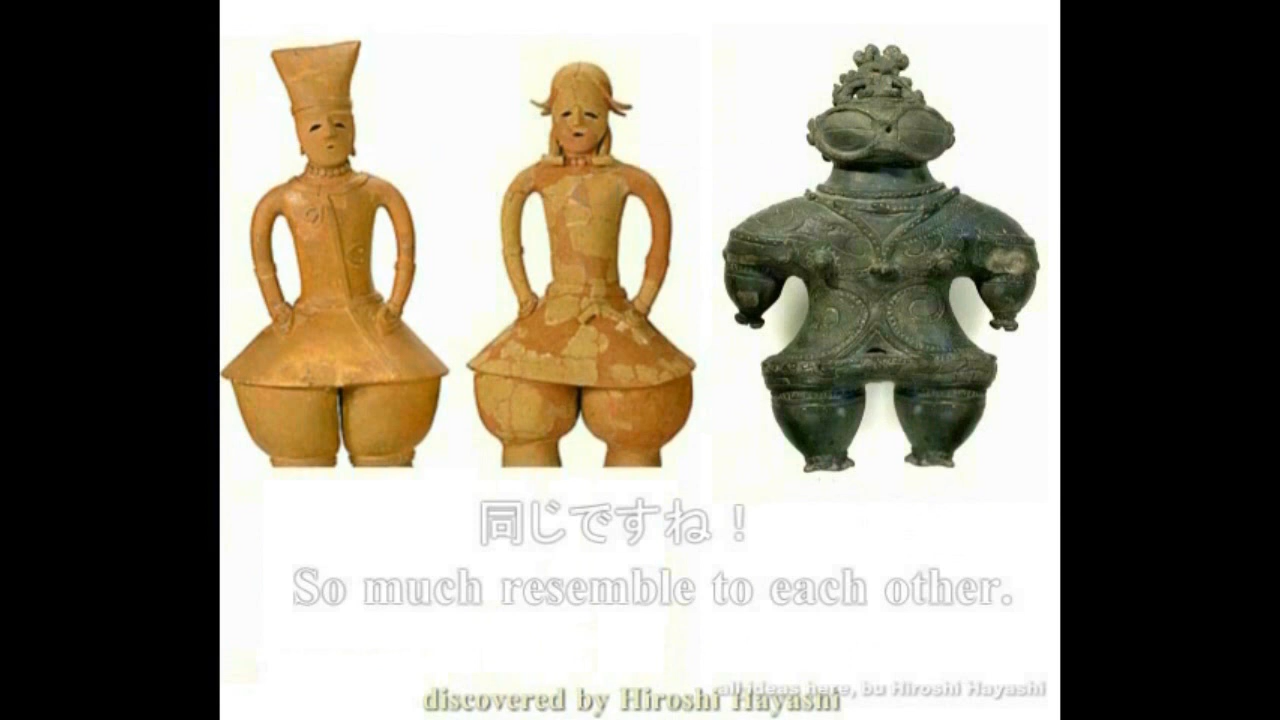 同じですね！
So much resemble to each other.
all ideas here, bu Hiroshi Hayashi
discovered by Hiroshi Hayashi